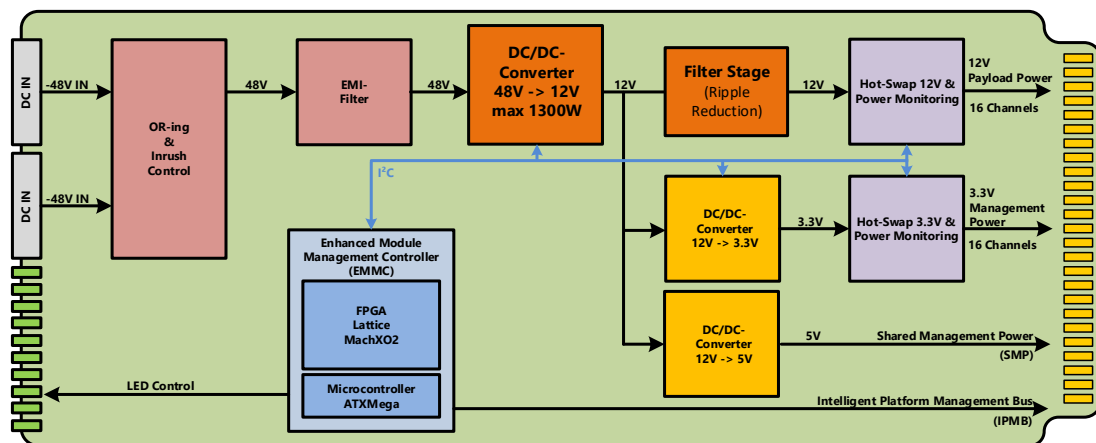 DC IN
-48V IN
DC IN
-48V IN
OR-ing
&
Inrush
Control
48V
EMI-
Filter
48V
DC/DC-
Converter
48V -> 12V
max 1300W
12V
Filter Stage
(Ripple
Reduction)
12V
Hot-Swap 12V &
Power Monitoring
12V
Payload Power
16 Channels
I²C
DC/DC-
Converter
12V -> 3.3V
3.3V
Hot-Swap 3.3V &
Power Monitoring
3.3V
Management
Power
16 Channels
Enhanced Module
Management Controller
(EMMC)
FPGA
Lattice
MachXO2
Microcontroller
ATXMega
DC/DC-
Converter
12V -> 5V
5V
Shared Management Power
(SMP)
LED Control
Intelligent Platform Management Bus
(IPMB)